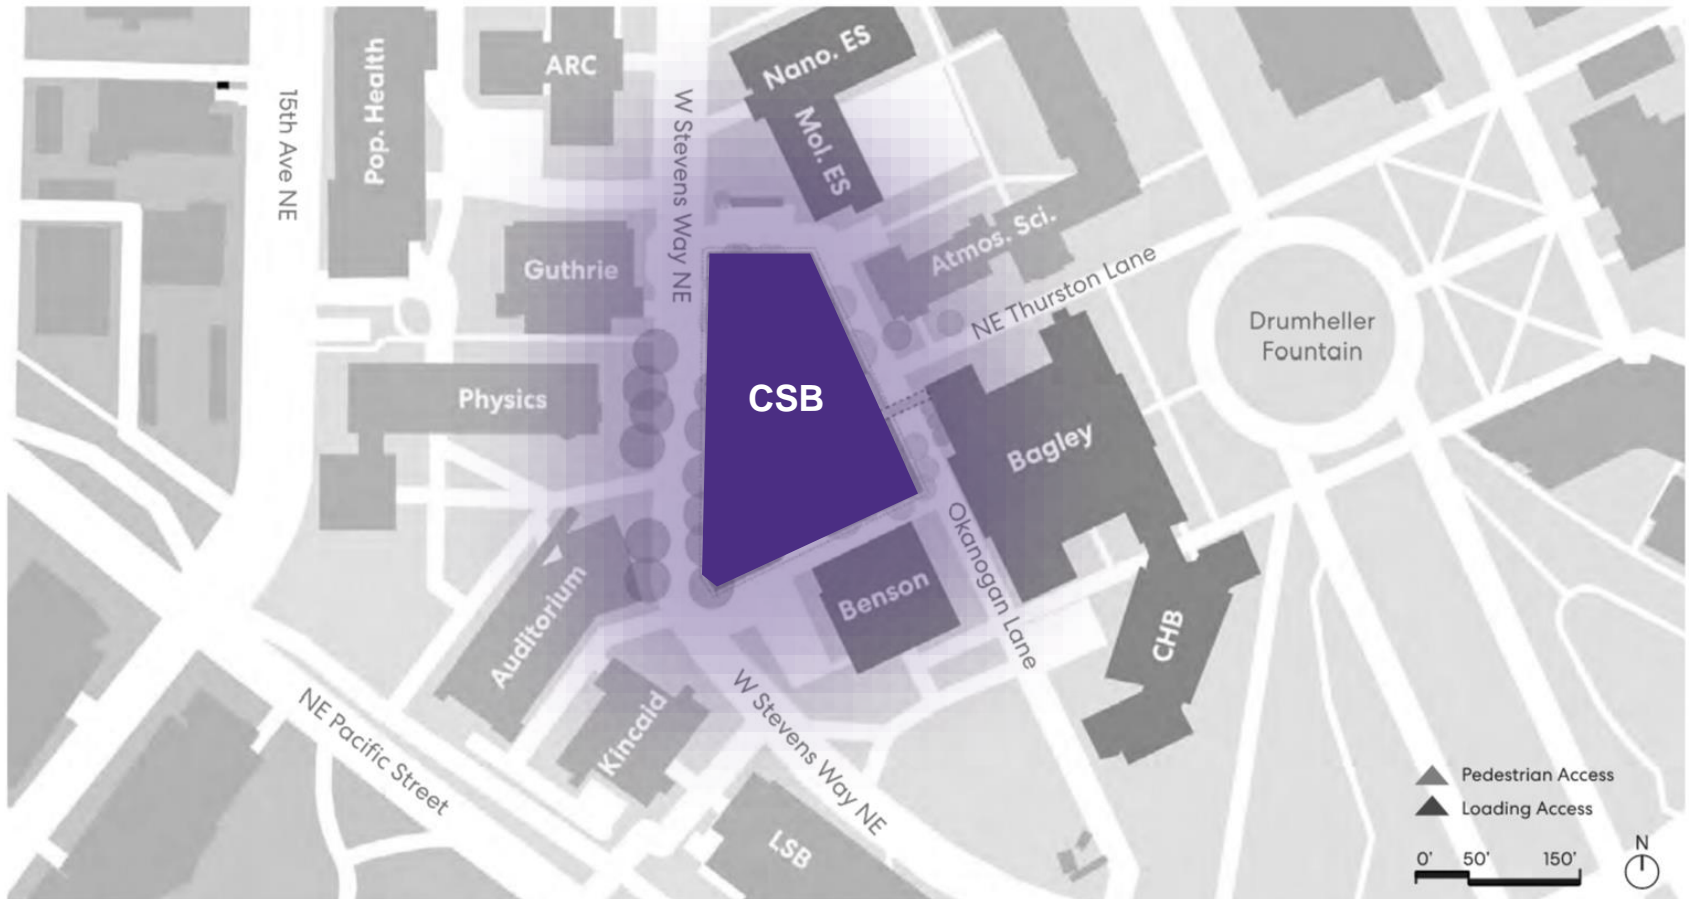 Nano. ES
ARC
Pop. Health
15th Ave NE
W Stevens Way NE
Mol. ES
Atmos. Sci.
Guthrie
NE Thurston Lane
Drumheller
Fountain
Physics
CSB
Bagley
Okanogan Lane
Benson
Auditorium
CHB
Kincaid
W Stevens Way NE
NE Pacific Street
LSB
Pedestrian Access
Loading Access
0' 50' 150'
N